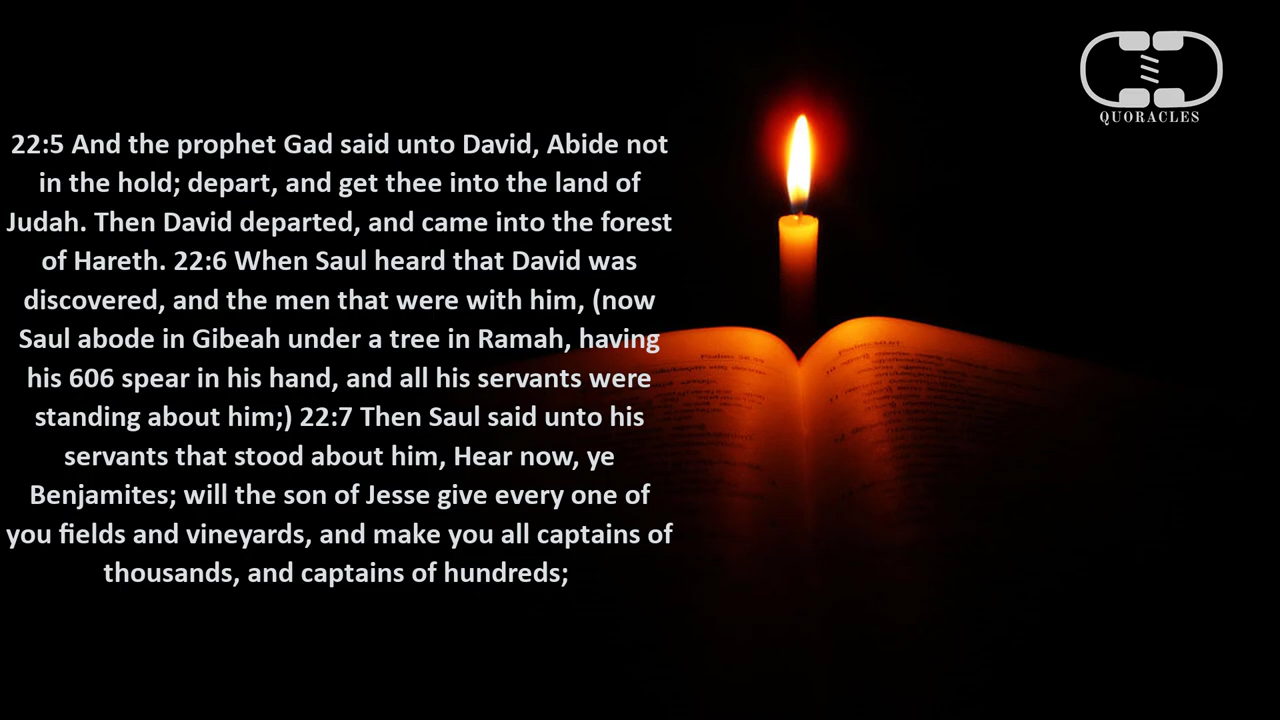 QUORACLES
22:5 And the prophet Gad said unto David, Abide not
in the hold; depart, and get thee into the land of
Judah. Then David departed, and came into the forest
of Hareth. 22:6 When Saul heard that David was
discovered, and the men that were with him, (now
Saul abode in Gibeah under a tree in Ramah, having
his 606 spear in his hand, and all his servants were
standing about him;) 22:7 Then Saul said unto his
servants that stood about him, Hear now, ye
Benjamites; will the son of Jesse give every one of
you fields and vineyards, and make you all captains of
thousands, and captains of hundreds;